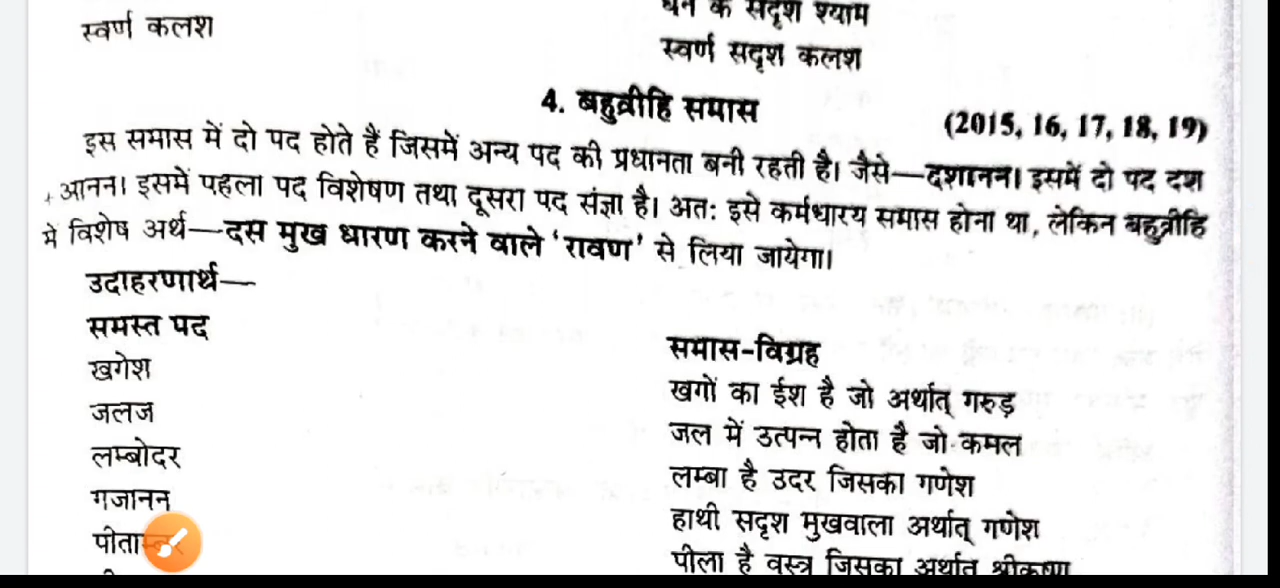 स्वर्ण कलश
के सदृश श्याम
स्वर्ण सदृश कलश
4. बहुव्रीहि समास
(2015, 16, 17, 18, 19)
इस समास में दो पद होते हैं जिसमें अन्य पद की प्रधानता बनी रहती है। जैसे—दशानन। इसमें दो पद दश
+ आनन। इसमें पहला पद विशेषण तथा दूसरा पद संज्ञा है। अत: इसे कर्मधारय समास होना था, लेकिन बहुव्रीहि
में विशेष अर्थ—दस मुख धारण करने वाले ‘रावण’ से लिया जायेगा।
उदाहरणार्थ—
समस्त पद
समास-विग्रह
खगेश
खगों का ईश है जो अर्थात् गरुड़
जलज
जल में उत्पन्न होता है जो कमल
लम्बोदर
लम्बा है उदर जिसका गणेश
गजानन
हाथी सदृश मुखवाला अर्थात् गणेश
पीला है वस्त्र जिसका अर्थात् श्रीकृष्ण